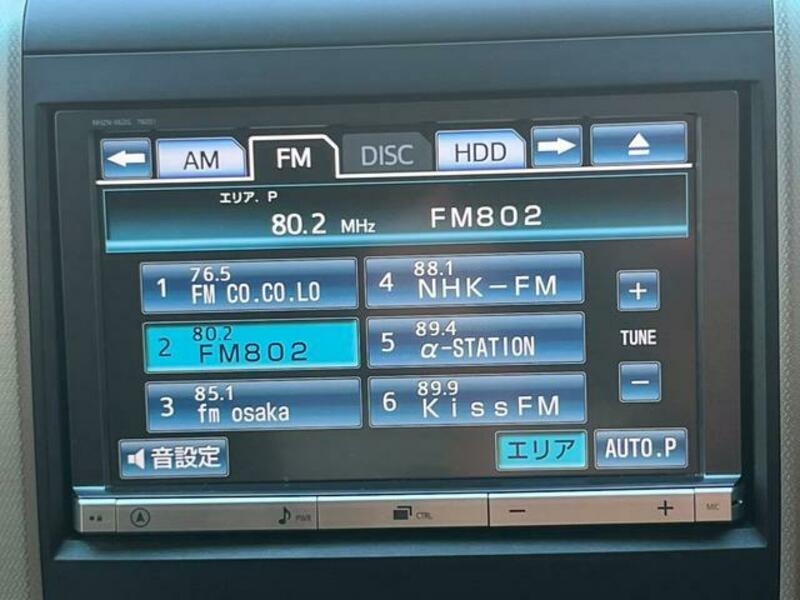 AM FM DISC HDD
エリア. P
80.2 MHz FM802
1 76.5 FM CO.CO.LO
4 88.1 NHK-FM
+
2 80.2 FM802
5 89.4 α-STATION
TUNE
3 85.1 fm osaka
6 89.9 KissFM
-
音設定 エリア AUTO.P
PWR CTRL - + MIC